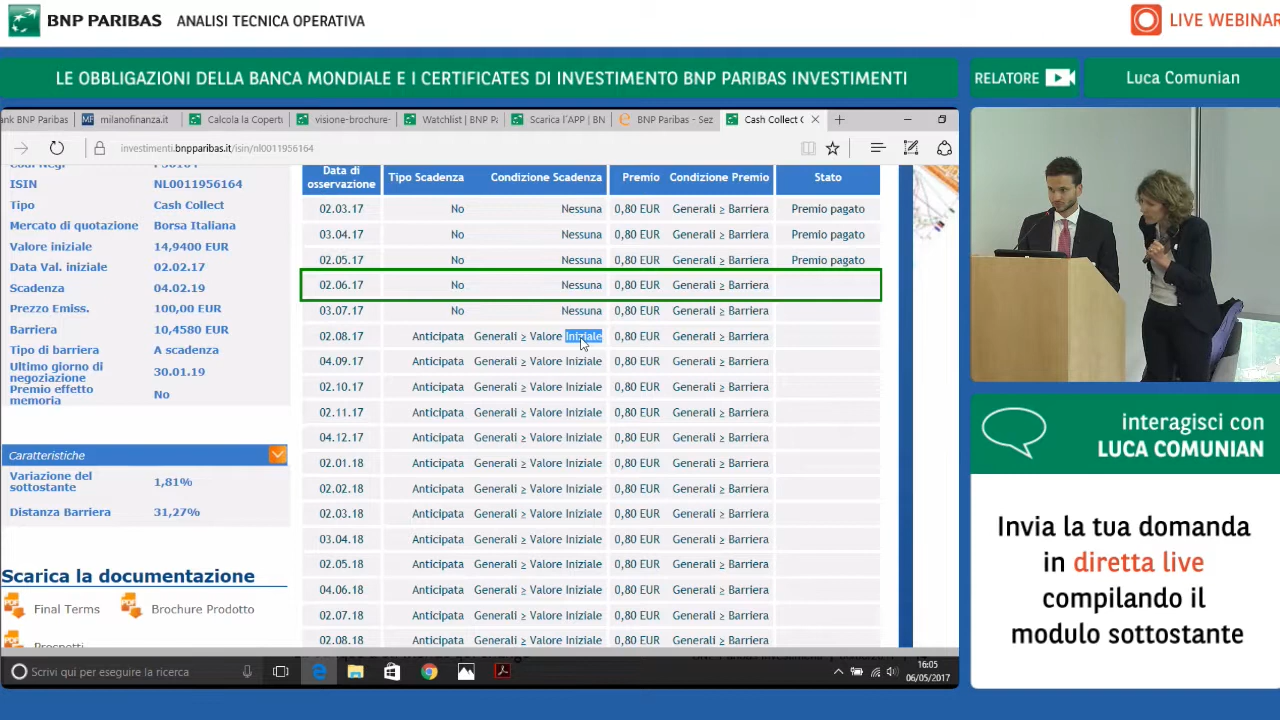 BNP PARIBAS ANALISI TECNICA OPERATIVA
LIVE WEBINAR
LE OBBLIGAZIONI DELLA BANCA MONDIALE E I CERTIFICATES DI INVESTIMENTO BNP PARIBAS INVESTIMENTI
RELATORE Luca Comunian
ank BNP Paribas milanofinanza.it Calcola la Coperti visione-brochure- Watchlist | BNP Pa Scarica l'APP | BN BNP Paribas - Sez Cash Collect C
investimenti.bnpparibas.it/isin/nl0011956164
ISIN NL0011956164
Tipo Cash Collect
Mercato di quotazione Borsa Italiana
Valore iniziale 14,9400 EUR
Data Val. iniziale 02.02.17
Scadenza 04.02.19
Prezzo Emiss. 100,00 EUR
Barriera 10,4580 EUR
Tipo di barriera A scadenza
Ultimo giorno di negoziazione 30.01.19
Premio effetto memoria No
Caratteristiche
Variazione del sottostante 1,81%
Distanza Barriera 31,27%
Scarica la documentazione
Final Terms Brochure Prodotto
Data di osservazione Tipo Scadenza Condizione Scadenza Premio Condizione Premio Stato
02.03.17 No Nessuna 0,80 EUR Generali ≥ Barriera Premio pagato
03.04.17 No Nessuna 0,80 EUR Generali ≥ Barriera Premio pagato
02.05.17 No Nessuna 0,80 EUR Generali ≥ Barriera Premio pagato
02.06.17 No Nessuna 0,80 EUR Generali ≥ Barriera
03.07.17 No Nessuna 0,80 EUR Generali ≥ Barriera
02.08.17 Anticipata Generali ≥ Valore Iniziale 0,80 EUR Generali ≥ Barriera
04.09.17 Anticipata Generali ≥ Valore Iniziale 0,80 EUR Generali ≥ Barriera
02.10.17 Anticipata Generali ≥ Valore Iniziale 0,80 EUR Generali ≥ Barriera
02.11.17 Anticipata Generali ≥ Valore Iniziale 0,80 EUR Generali ≥ Barriera
04.12.17 Anticipata Generali ≥ Valore Iniziale 0,80 EUR Generali ≥ Barriera
02.01.18 Anticipata Generali ≥ Valore Iniziale 0,80 EUR Generali ≥ Barriera
02.02.18 Anticipata Generali ≥ Valore Iniziale 0,80 EUR Generali ≥ Barriera
02.03.18 Anticipata Generali ≥ Valore Iniziale 0,80 EUR Generali ≥ Barriera
03.04.18 Anticipata Generali ≥ Valore Iniziale 0,80 EUR Generali ≥ Barriera
02.05.18 Anticipata Generali ≥ Valore Iniziale 0,80 EUR Generali ≥ Barriera
04.06.18 Anticipata Generali ≥ Valore Iniziale 0,80 EUR Generali ≥ Barriera
02.07.18 Anticipata Generali ≥ Valore Iniziale 0,80 EUR Generali ≥ Barriera
02.08.18 Anticipata Generali ≥ Valore Iniziale 0,80 EUR Generali ≥ Barriera
Scrivi qui per eseguire la ricerca
16:05
06/05/2017
interagisci con
LUCA COMUNIAN
Invia la tua domanda
in diretta live
compilando il
modulo sottostante